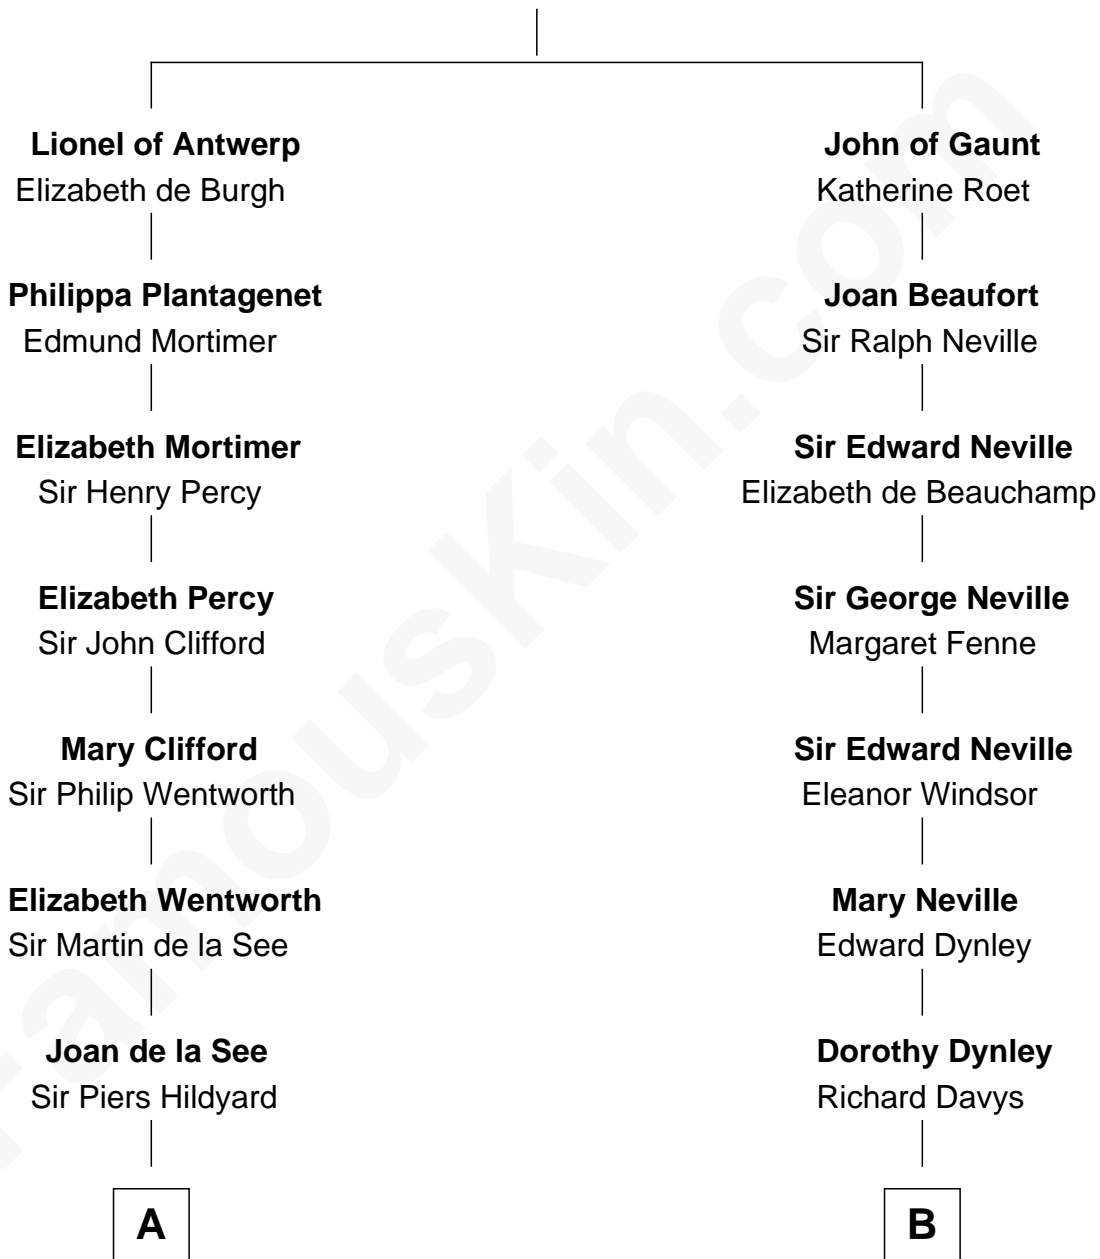 Lionel of Antwerp
Elizabeth de Burgh
Philippa Plantagenet
Edmund Mortimer
Elizabeth Mortimer
Sir Henry Percy
Elizabeth Percy
Sir John Clifford
Mary Clifford
Sir Philip Wentworth
Elizabeth Wentworth
Sir Martin de la See
Joan de la See
Sir Piers Hildyard
A
John of Gaunt
Katherine Roet
Joan Beaufort
Sir Ralph Neville
Sir Edward Neville
Elizabeth de Beauchamp
Sir George Neville
Margaret Fenne
Sir Edward Neville
Eleanor Windsor
Mary Neville
Edward Dynley
Dorothy Dynley
Richard Davys
B
FamousKin.com